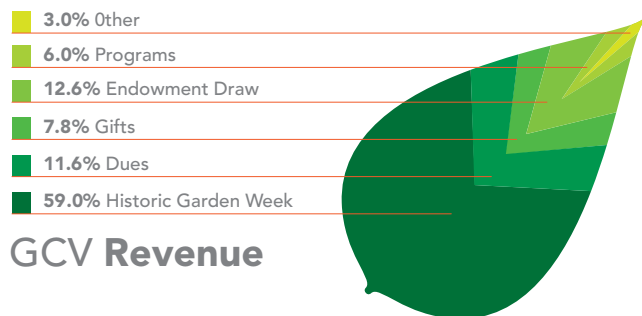 3.0% 0ther
6.0% Programs
12.6% Endowment Draw
7.8% Gifts
11.6% Dues
59.0% Historic Garden Week
GCV Revenue